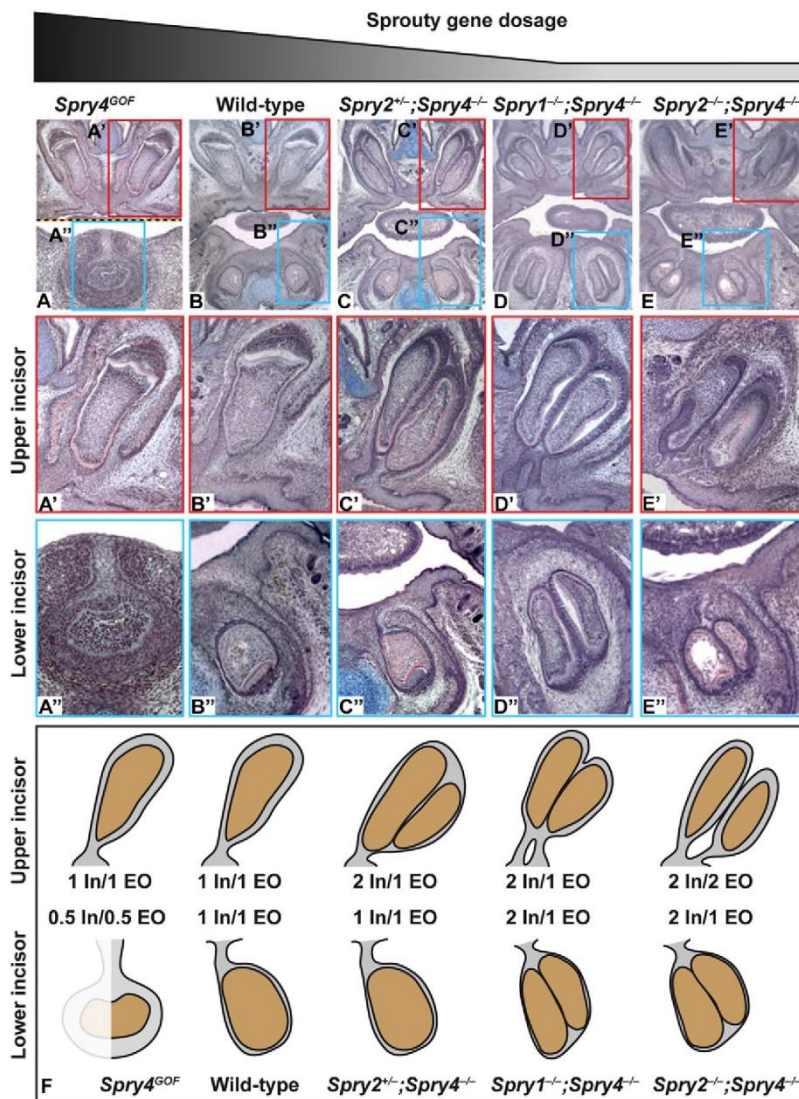 Sprouty gene dosage
Spry4GOF Wild-type Spry2+/–;Spry4–/– Spry1–/–;Spry4–/– Spry2–/–;Spry4–/–
A' B' C' D' E'
A" B" C" D" E"
A B C D E
Upper incisor
A' B' C' D' E'
Lower incisor
A" B" C" D" E"
Upper incisor
1 In/1 EO 1 In/1 EO 2 In/1 EO 2 In/1 EO 2 In/2 EO
0.5 In/0.5 EO 1 In/1 EO 1 In/1 EO 2 In/1 EO 2 In/1 EO
Lower incisor
F Spry4GOF Wild-type Spry2+/–;Spry4–/– Spry1–/–;Spry4–/– Spry2–/–;Spry4–/–